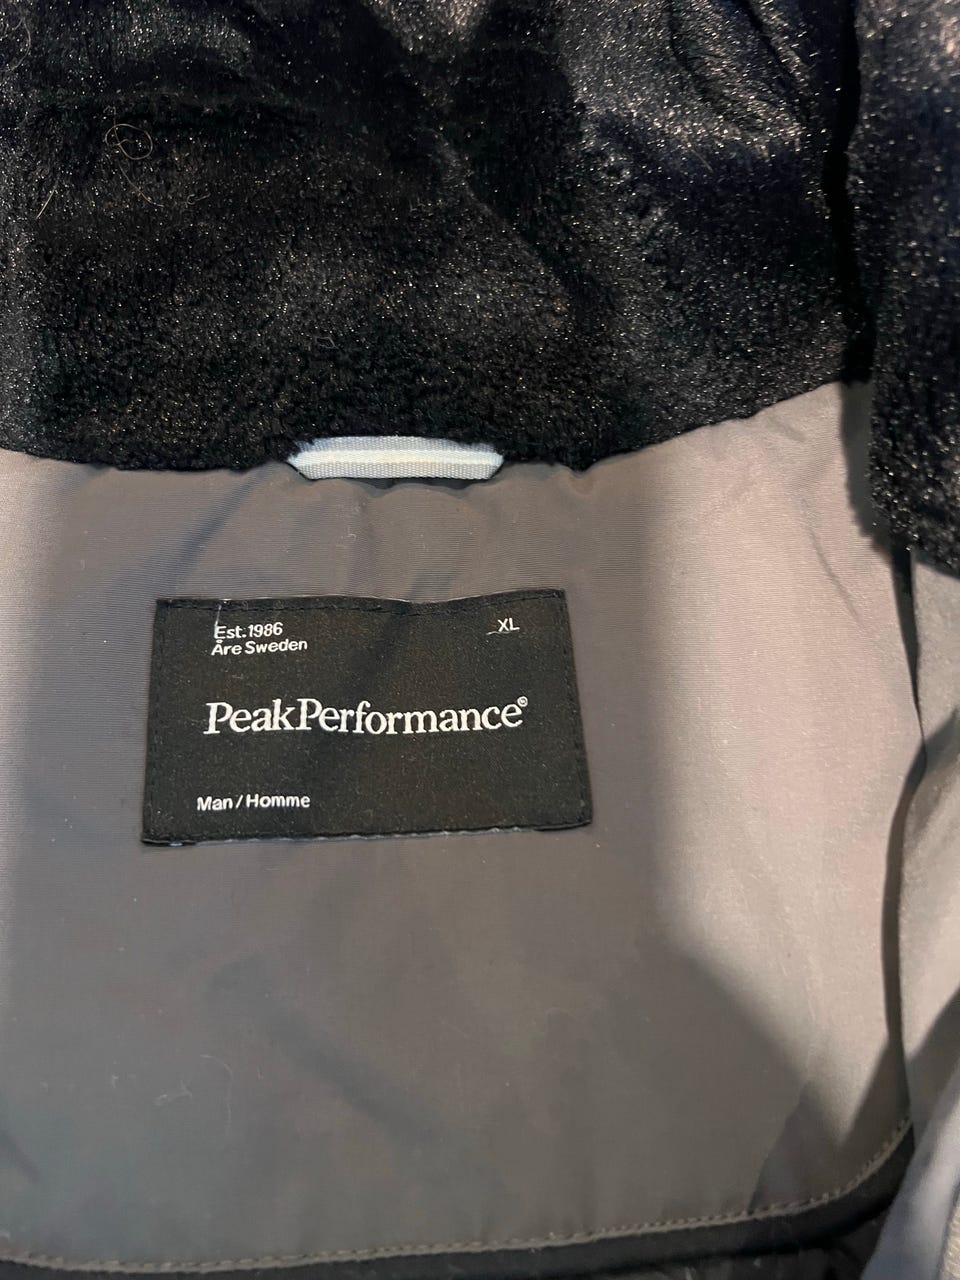 Est.1986
XL
Åre Sweden
PeakPerformance®
Man/Homme